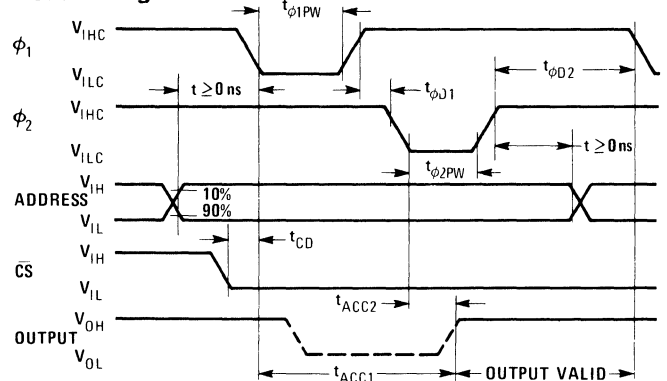 tϕ1PW
ϕ1
VIHC
VILC
t ≥ 0 ns
tϕD1
tϕD2
ϕ2
VIHC
VILC
tϕ2PW
t ≥ 0 ns
ADDRESS
VIH
10%
90%
VIL
tCD
CS
VIH
VIL
tACC2
OUTPUT
VOH
VOL
tACC1
OUTPUT VALID